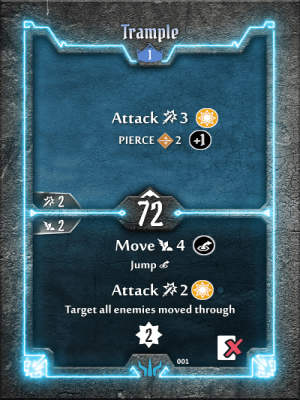 Trample
1
Attack 3
PIERCE 2 +1
2
72
2
Move 4
Jump
Attack 2
Target all enemies moved through
2
001